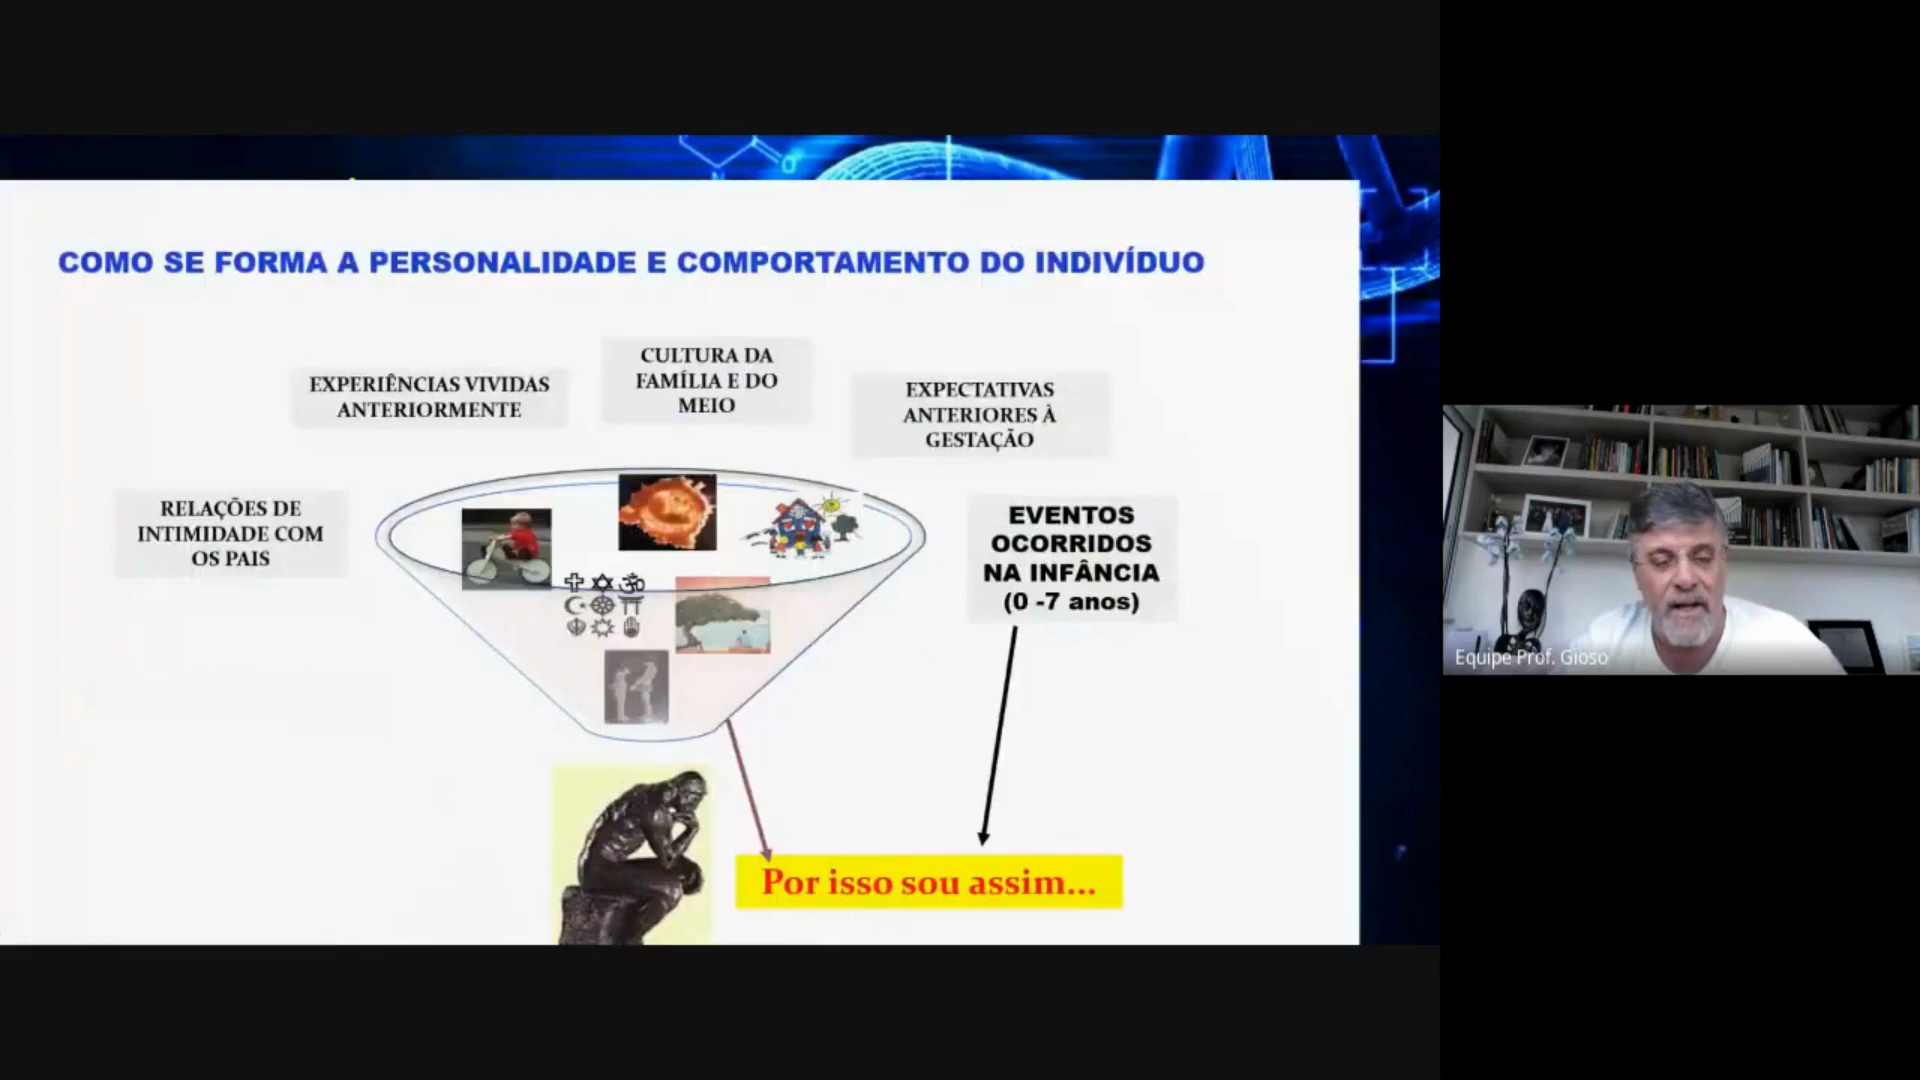 COMO SE FORMA A PERSONALIDADE E COMPORTAMENTO DO INDIVÍDUO
EXPERIÊNCIAS VIVIDAS
ANTERIORMENTE
CULTURA DA
FAMÍLIA E DO
MEIO
EXPECTATIVAS
ANTERIORES À
GESTAÇÃO
RELAÇÕES DE
INTIMIDADE COM
OS PAIS
EVENTOS
OCORRIDOS
NA INFÂNCIA
(0 -7 anos)
Por isso sou assim...
Equipe Prof. Gioso